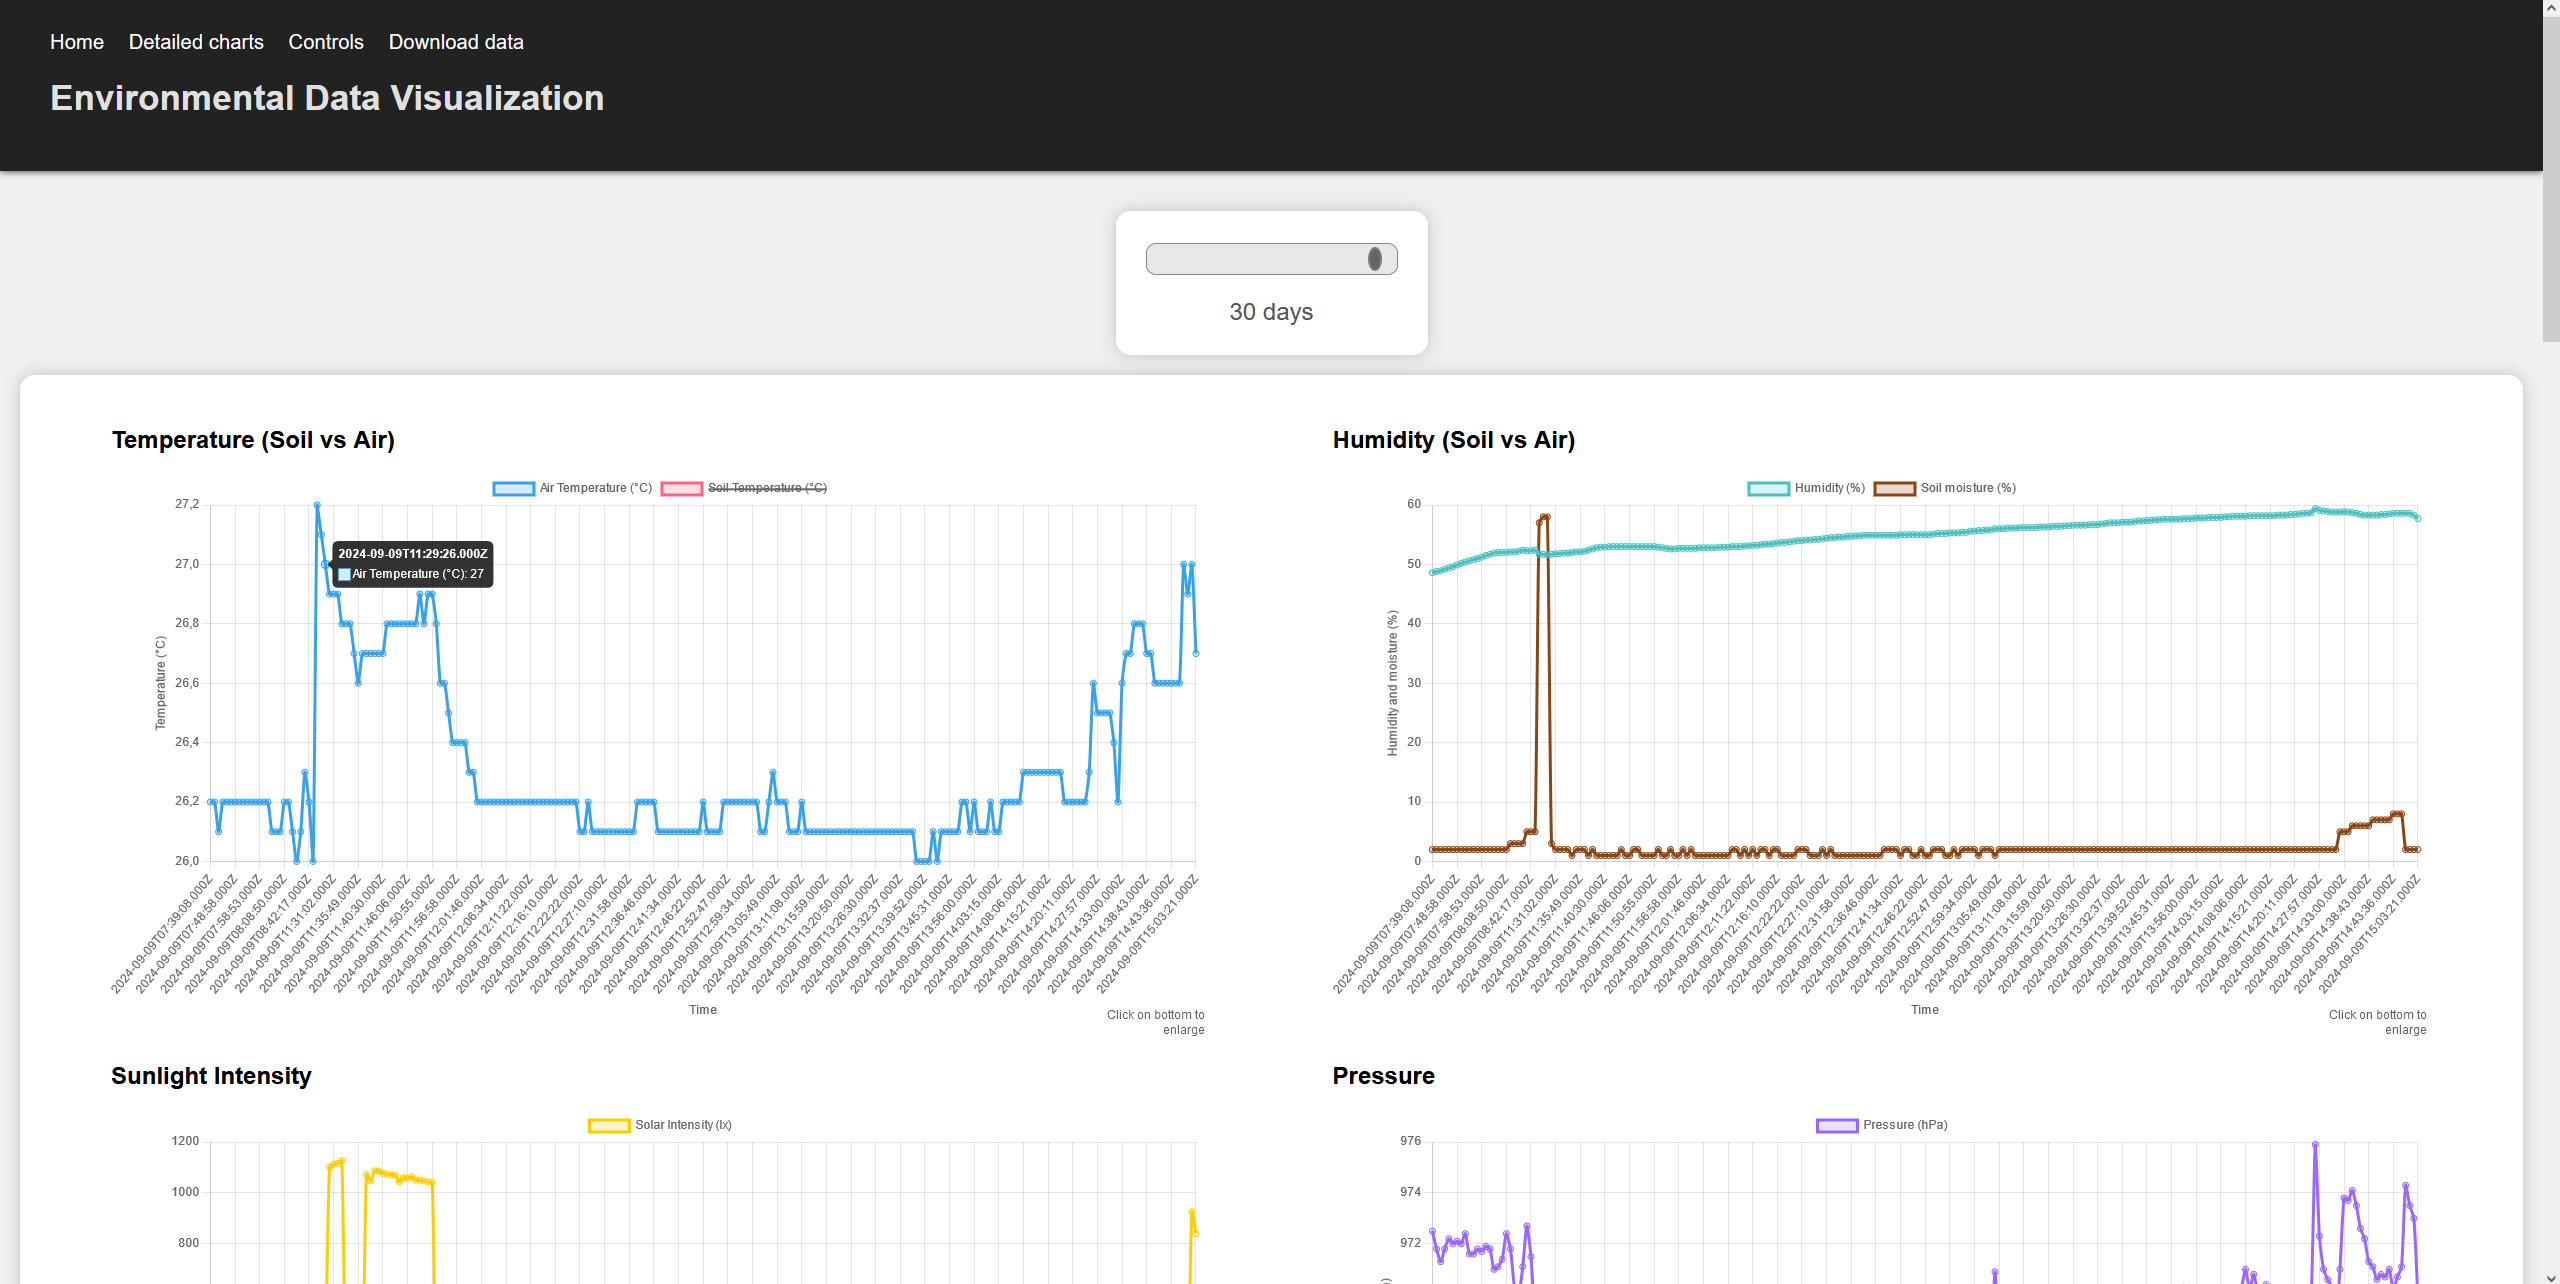 Home Detailed charts Controls Download data
Environmental Data Visualization
30 days
Temperature (Soil vs Air)
Air Temperature (°C) Soil Temperature (°C)
27,2
27,0
26,8
26,6
26,4
26,2
26,0
Temperature (°C)
2024-09-09T11:29:26.000Z
Air Temperature (°C): 27
2024-09-09T07:39:08.000Z
2024-09-09T07:48:58.000Z
2024-09-09T07:58:53.000Z
2024-09-09T08:08:50.000Z
2024-09-09T08:42:17.000Z
2024-09-09T11:31:02.000Z
2024-09-09T11:35:49.000Z
2024-09-09T11:40:30.000Z
2024-09-09T11:46:06.000Z
2024-09-09T11:50:55.000Z
2024-09-09T11:56:58.000Z
2024-09-09T12:01:46.000Z
2024-09-09T12:06:34.000Z
2024-09-09T12:11:22.000Z
2024-09-09T12:16:10.000Z
2024-09-09T12:22:22.000Z
2024-09-09T12:27:10.000Z
2024-09-09T12:31:58.000Z
2024-09-09T12:36:46.000Z
2024-09-09T12:41:34.000Z
2024-09-09T12:46:22.000Z
2024-09-09T12:52:47.000Z
2024-09-09T12:59:34.000Z
2024-09-09T13:05:49.000Z
2024-09-09T13:11:08.000Z
2024-09-09T13:15:59.000Z
2024-09-09T13:20:50.000Z
2024-09-09T13:26:30.000Z
2024-09-09T13:32:37.000Z
2024-09-09T13:39:52.000Z
2024-09-09T13:45:31.000Z
2024-09-09T13:56:00.000Z
2024-09-09T14:03:15.000Z
2024-09-09T14:08:06.000Z
2024-09-09T14:15:21.000Z
2024-09-09T14:20:11.000Z
2024-09-09T14:27:57.000Z
2024-09-09T14:33:00.000Z
2024-09-09T14:38:43.000Z
2024-09-09T14:43:36.000Z
2024-09-09T15:03:21.000Z
Time
Click on bottom to
enlarge
Humidity (Soil vs Air)
Humidity (%) Soil moisture (%)
60
50
40
30
20
10
0
Humidity and moisture (%)
2024-09-09T07:39:08.000Z
2024-09-09T07:48:58.000Z
2024-09-09T07:58:53.000Z
2024-09-09T08:08:50.000Z
2024-09-09T08:42:17.000Z
2024-09-09T11:31:02.000Z
2024-09-09T11:35:49.000Z
2024-09-09T11:40:30.000Z
2024-09-09T11:46:06.000Z
2024-09-09T11:50:55.000Z
2024-09-09T11:56:58.000Z
2024-09-09T12:01:46.000Z
2024-09-09T12:06:34.000Z
2024-09-09T12:11:22.000Z
2024-09-09T12:16:10.000Z
2024-09-09T12:22:22.000Z
2024-09-09T12:27:10.000Z
2024-09-09T12:31:58.000Z
2024-09-09T12:36:46.000Z
2024-09-09T12:41:34.000Z
2024-09-09T12:46:22.000Z
2024-09-09T12:52:47.000Z
2024-09-09T12:59:34.000Z
2024-09-09T13:05:49.000Z
2024-09-09T13:11:08.000Z
2024-09-09T13:15:59.000Z
2024-09-09T13:20:50.000Z
2024-09-09T13:26:30.000Z
2024-09-09T13:32:37.000Z
2024-09-09T13:39:52.000Z
2024-09-09T13:45:31.000Z
2024-09-09T13:56:00.000Z
2024-09-09T14:03:15.000Z
2024-09-09T14:08:06.000Z
2024-09-09T14:15:21.000Z
2024-09-09T14:20:11.000Z
2024-09-09T14:27:57.000Z
2024-09-09T14:33:00.000Z
2024-09-09T14:38:43.000Z
2024-09-09T14:43:36.000Z
2024-09-09T15:03:21.000Z
Time
Click on bottom to
enlarge
Sunlight Intensity
Solar Intensity (lx)
1200
1000
800
Pressure
Pressure (hPa)
976
974
972